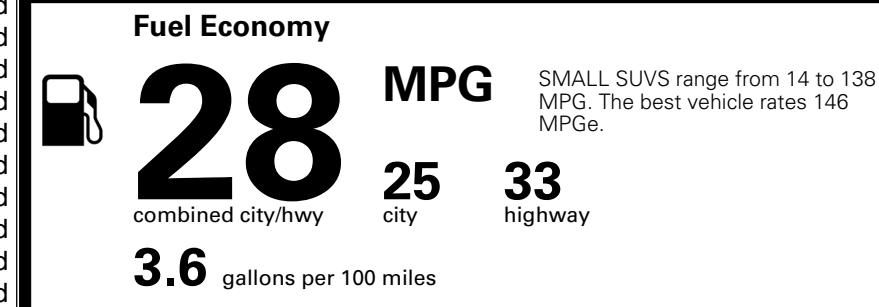 d
d
d
d
d
d
d
d
d
d
Fuel Economy
28
MPG
SMALL SUVS range from 14 to 138
MPG. The best vehicle rates 146
MPGe.
combined city/hwy
25
city
33
highway
3.6 gallons per 100 miles